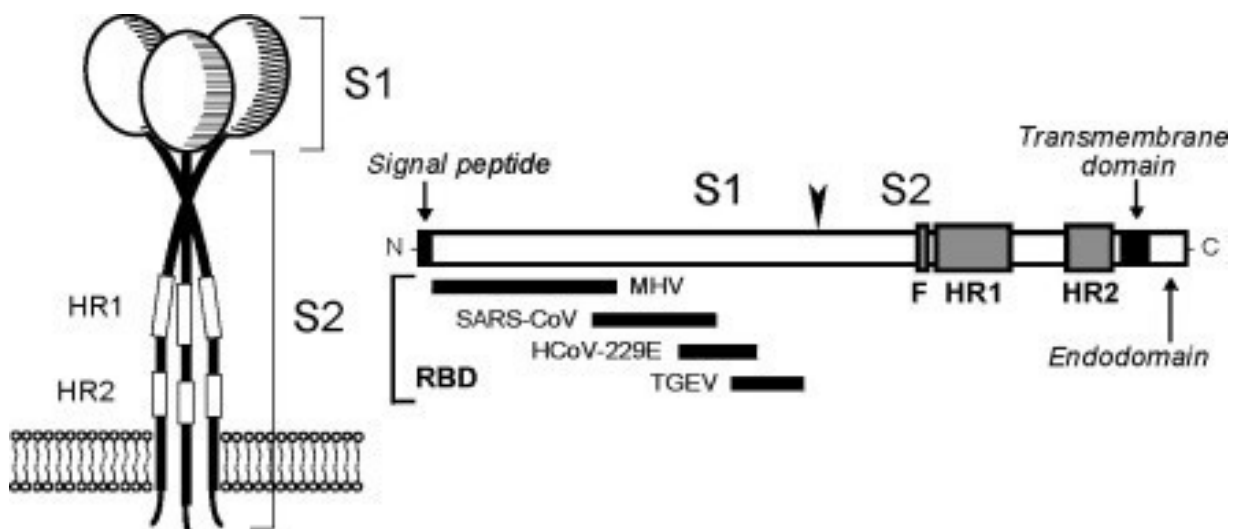 S1
S2
HR1
HR2
Signal peptide
Transmembrane
domain
S1
S2
N
C
F
HR1
HR2
MHV
SARS-CoV
HCoV-229E
TGEV
RBD
Endodomain